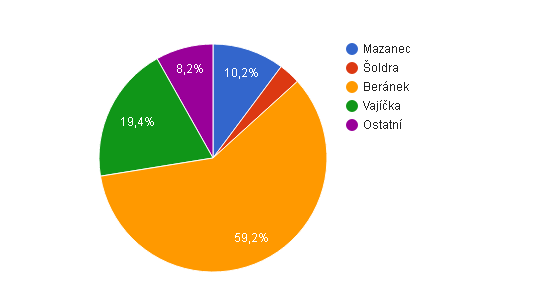 Mazanec
Šoldra
Beránek
Vajíčka
Ostatní
8,2%
10,2%
19,4%
59,2%